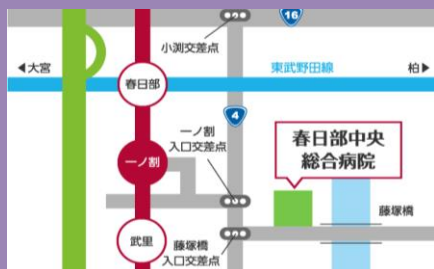 16
小渕交差点
◀大宮
東武野田線
柏▶
春日部
4
一ノ割
入口交差点
春日部中央
総合病院
一ノ割
藤塚橋
武里
藤塚橋
入口交差点